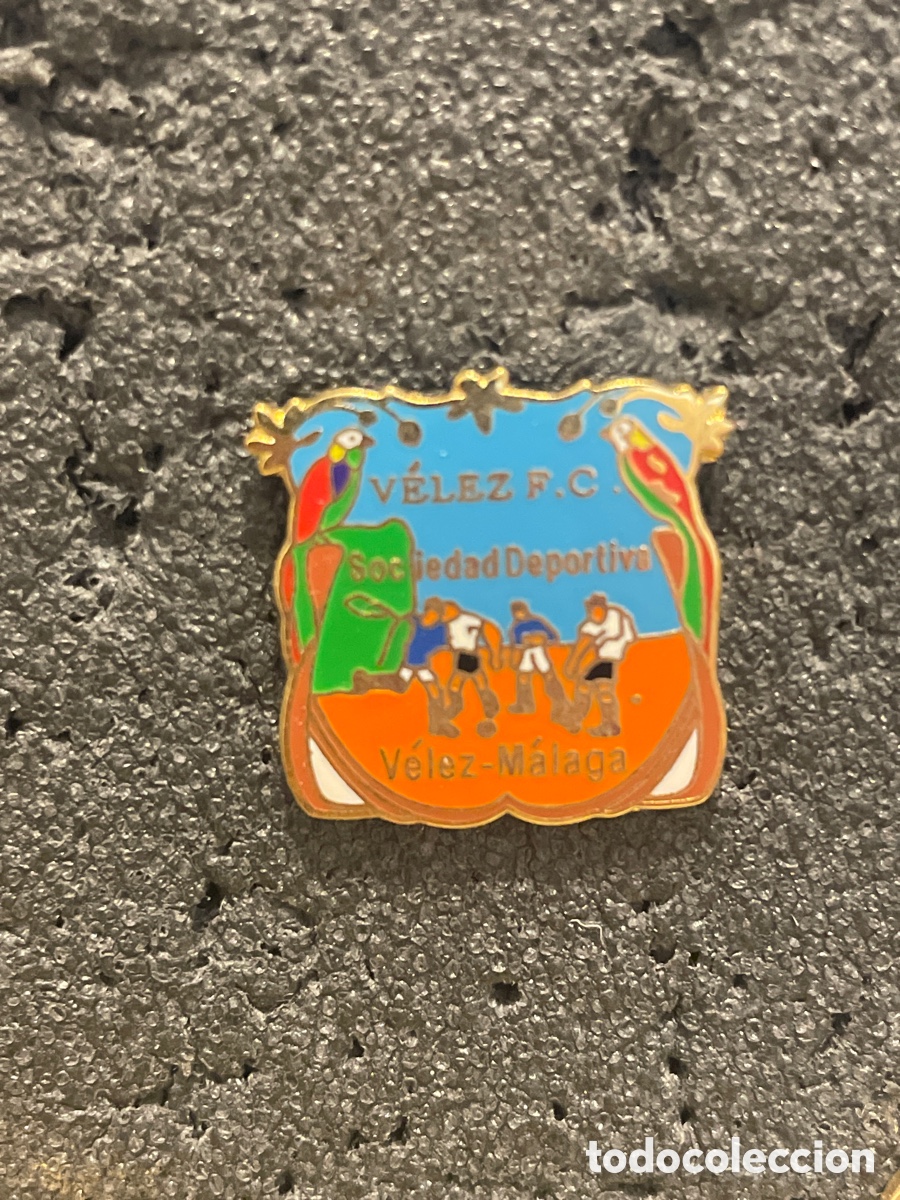 VÉLEZ F.C.
Sociedad Deportiva
Vélez-Málaga
todocoleccion